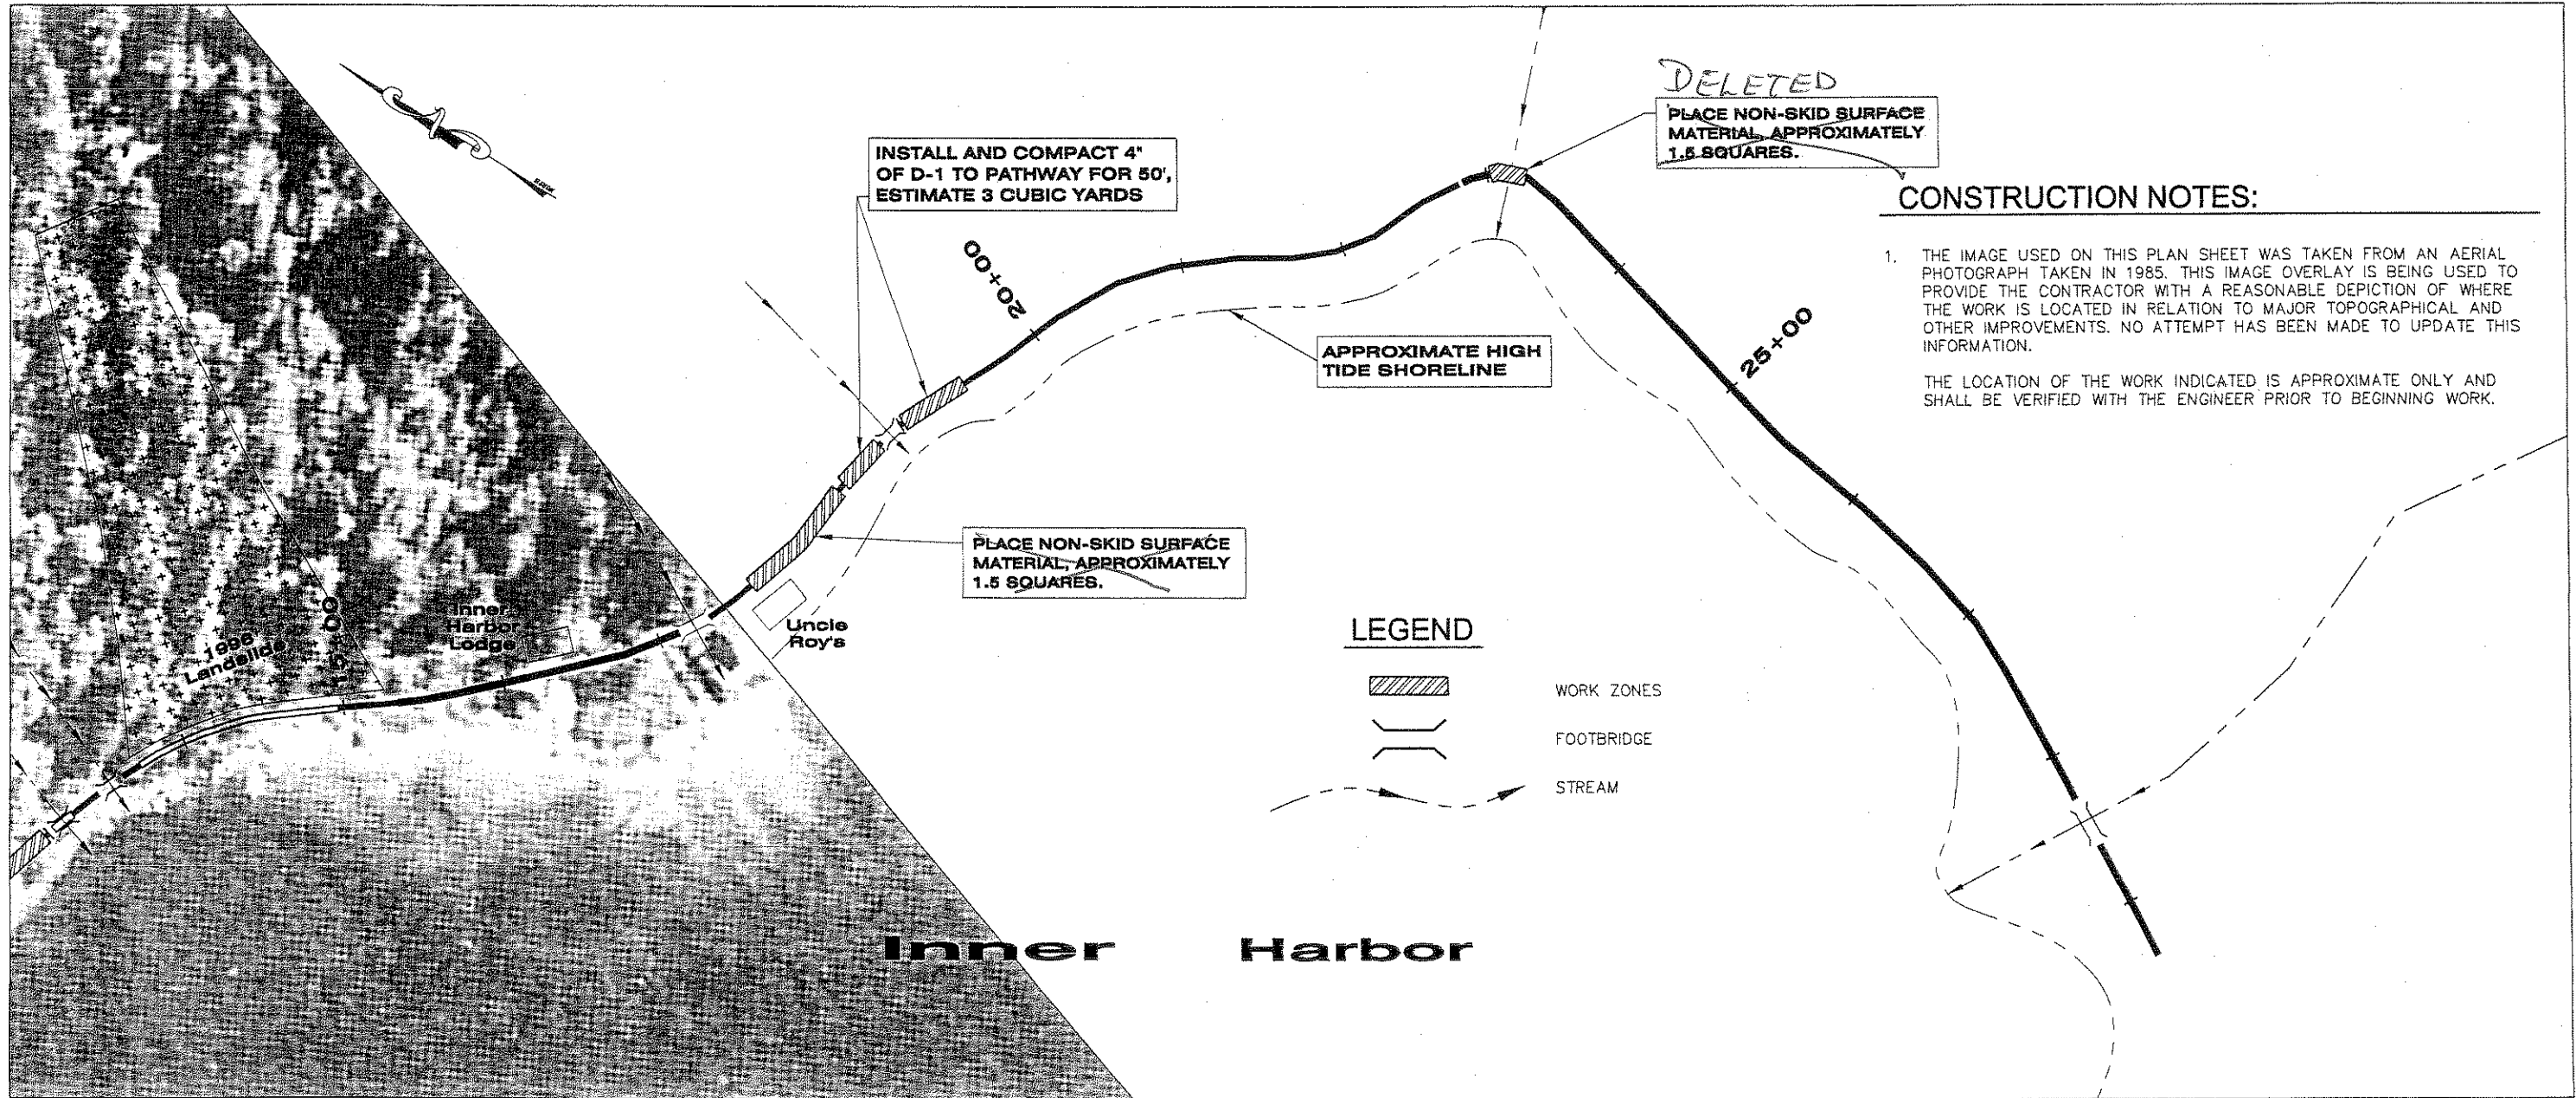 DELETED
PLACE NON-SKID SURFACE
MATERIAL, APPROXIMATELY
1.5 SQUARES.
INSTALL AND COMPACT 4"
OF D-1 TO PATHWAY FOR 50',
ESTIMATE 3 CUBIC YARDS
CONSTRUCTION NOTES:
1. THE IMAGE USED ON THIS PLAN SHEET WAS TAKEN FROM AN AERIAL
PHOTOGRAPH TAKEN IN 1985. THIS IMAGE OVERLAY IS BEING USED TO
PROVIDE THE CONTRACTOR WITH A REASONABLE DEPICTION OF WHERE
THE WORK IS LOCATED IN RELATION TO MAJOR TOPOGRAPHICAL AND
OTHER IMPROVEMENTS. NO ATTEMPT HAS BEEN MADE TO UPDATE THIS
INFORMATION.
THE LOCATION OF THE WORK INDICATED IS APPROXIMATE ONLY AND
SHALL BE VERIFIED WITH THE ENGINEER PRIOR TO BEGINNING WORK.
20+00
25+00
APPROXIMATE HIGH
TIDE SHORELINE
PLACE NON-SKID SURFACE
MATERIAL, APPROXIMATELY
1.5 SQUARES.
15+00
1996
Landslide
Inner
Harbor
Lodge
Uncle
Roy's
LEGEND
WORK ZONES
FOOTBRIDGE
STREAM
Inner Harbor